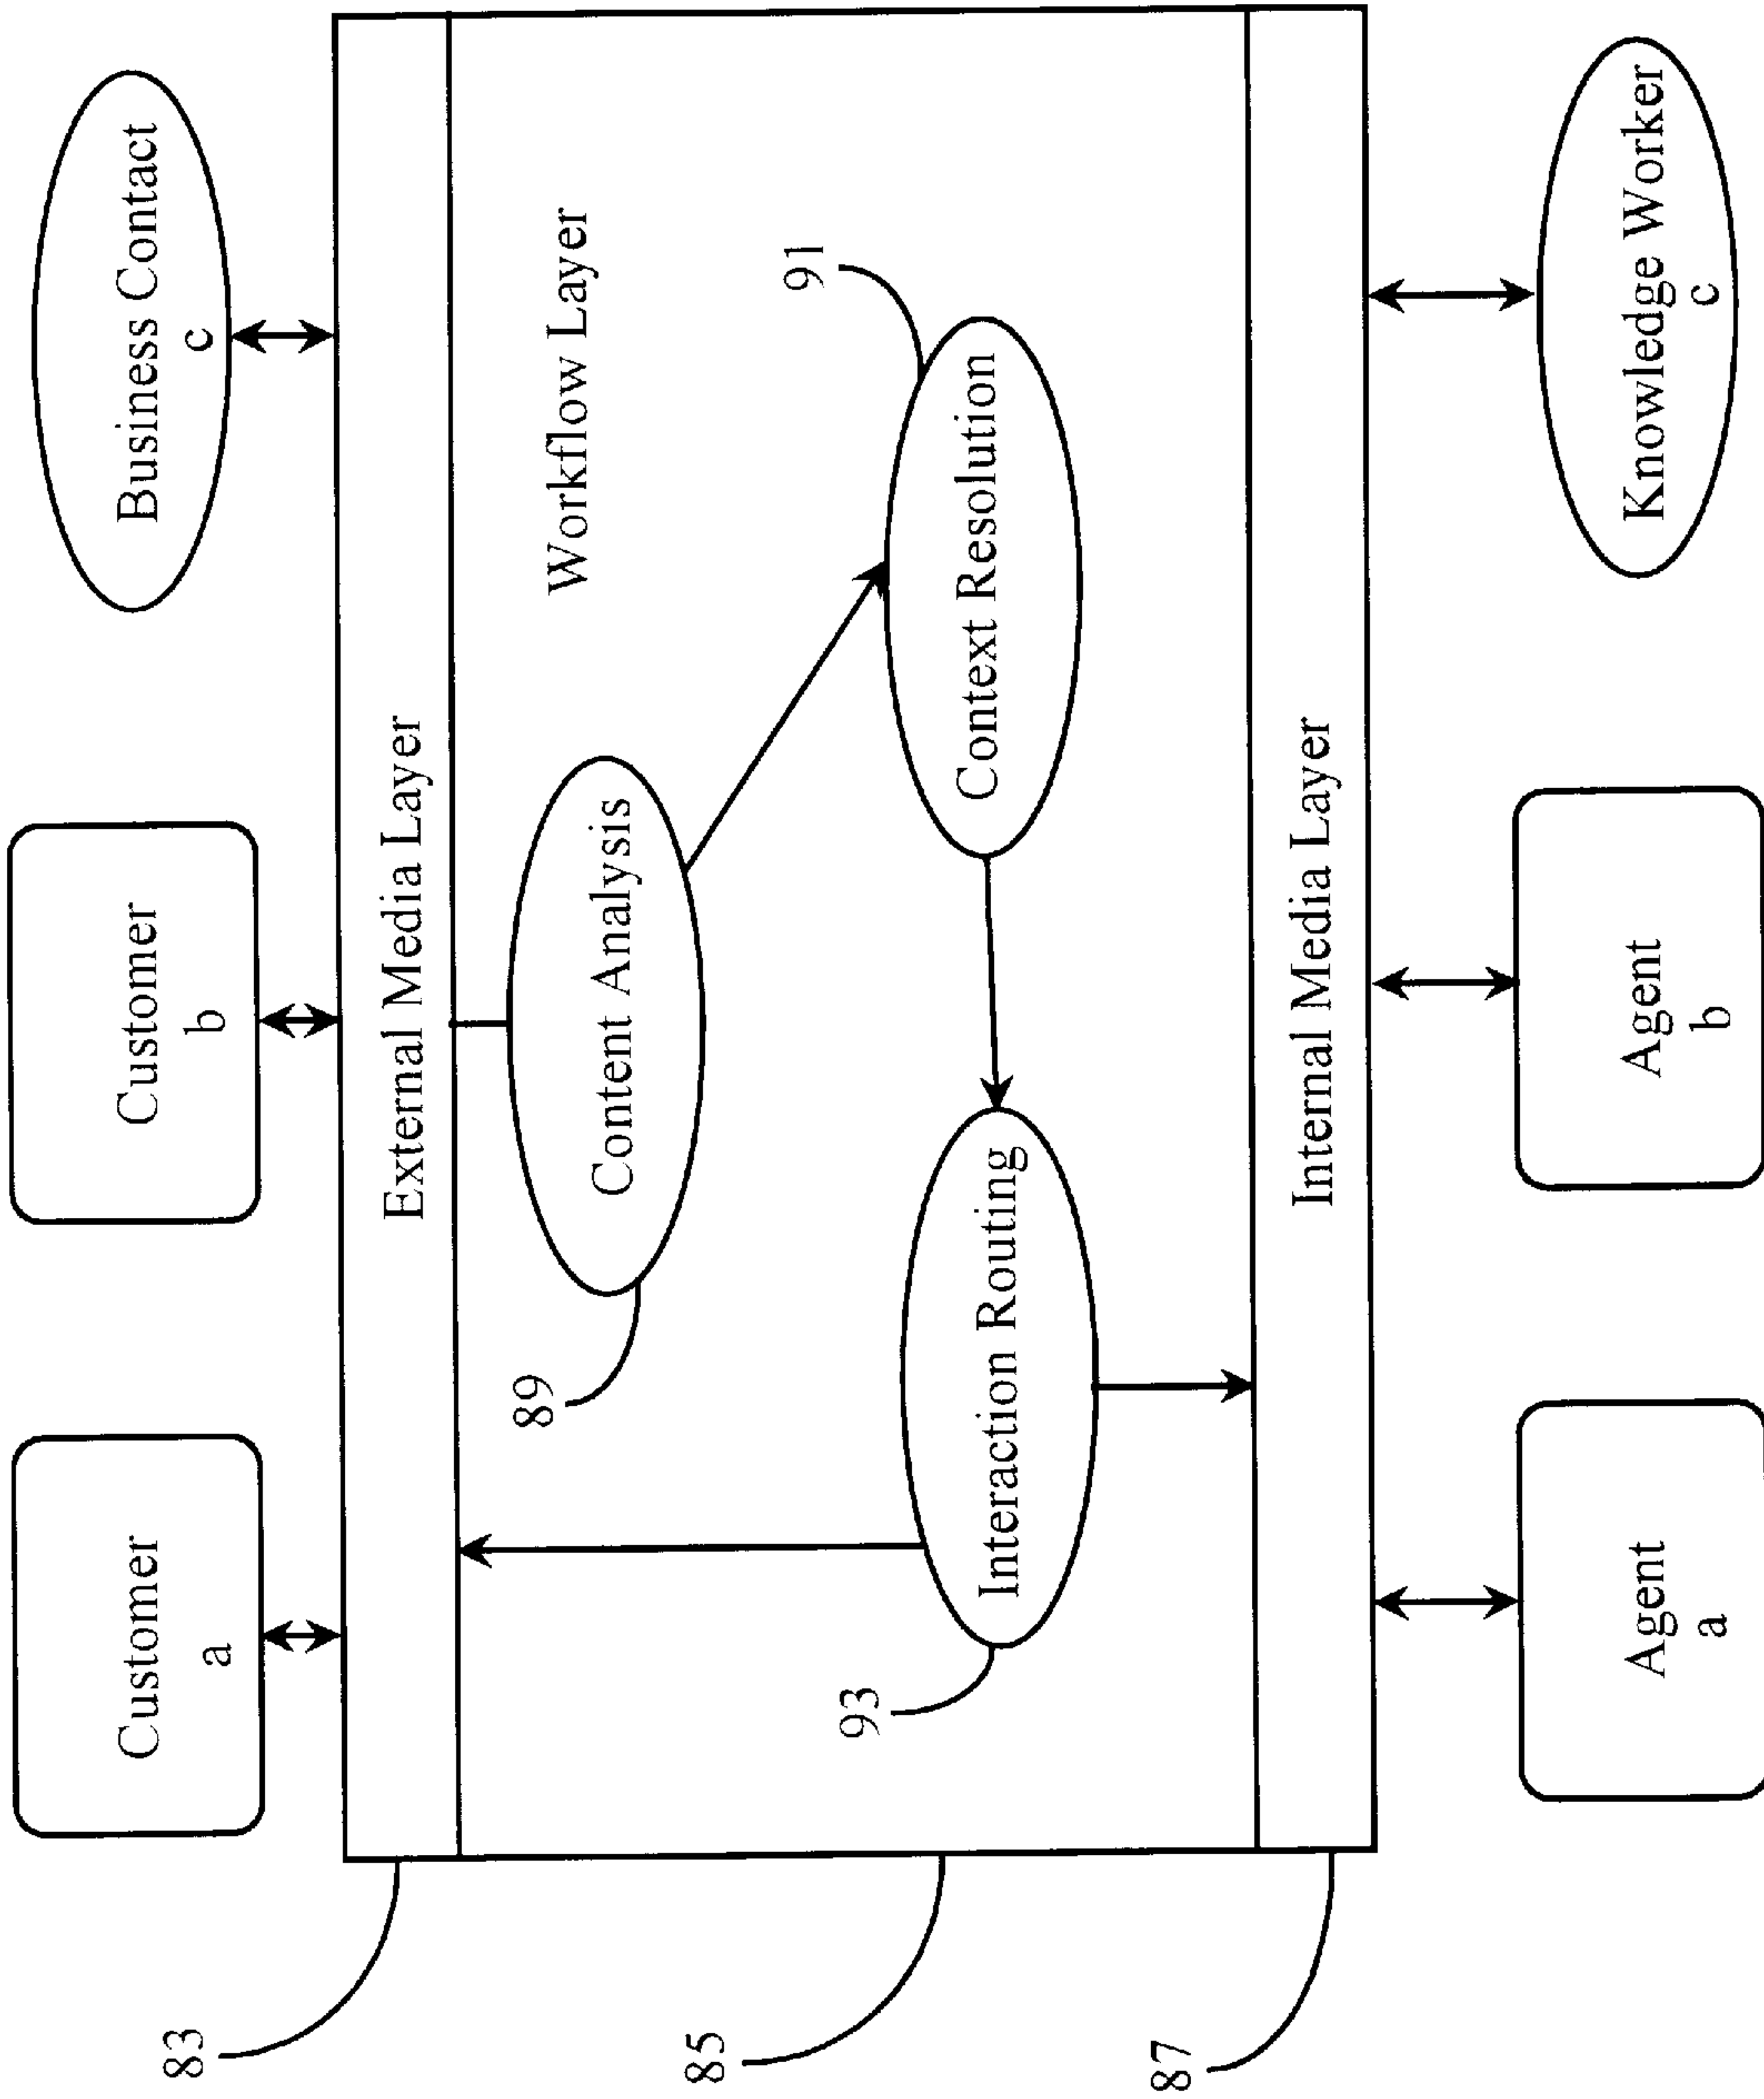 Customer
a
Customer
b
Business Contact
c
83
External Media Layer
Workflow Layer
85
89
Content Analysis
91
Context Resolution
93
Interaction Routing
87
Internal Media Layer
Agent
a
Agent
b
Knowledge Worker
c